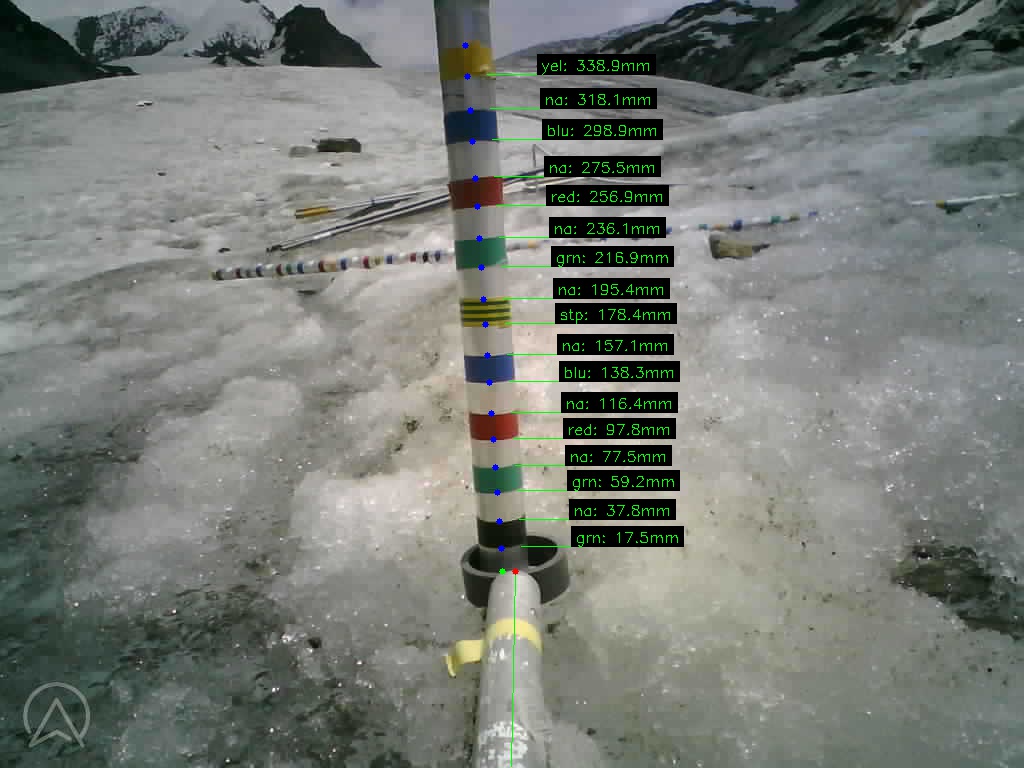 yel: 338.9mm
na: 318.1mm
blu: 298.9mm
na: 275.5mm
red: 256.9mm
na: 236.1mm
grn: 216.9mm
na: 195.4mm
stp: 178.4mm
na: 157.1mm
blu: 138.3mm
na: 116.4mm
red: 97.8mm
na: 77.5mm
grn: 59.2mm
na: 37.8mm
grn: 17.5mm